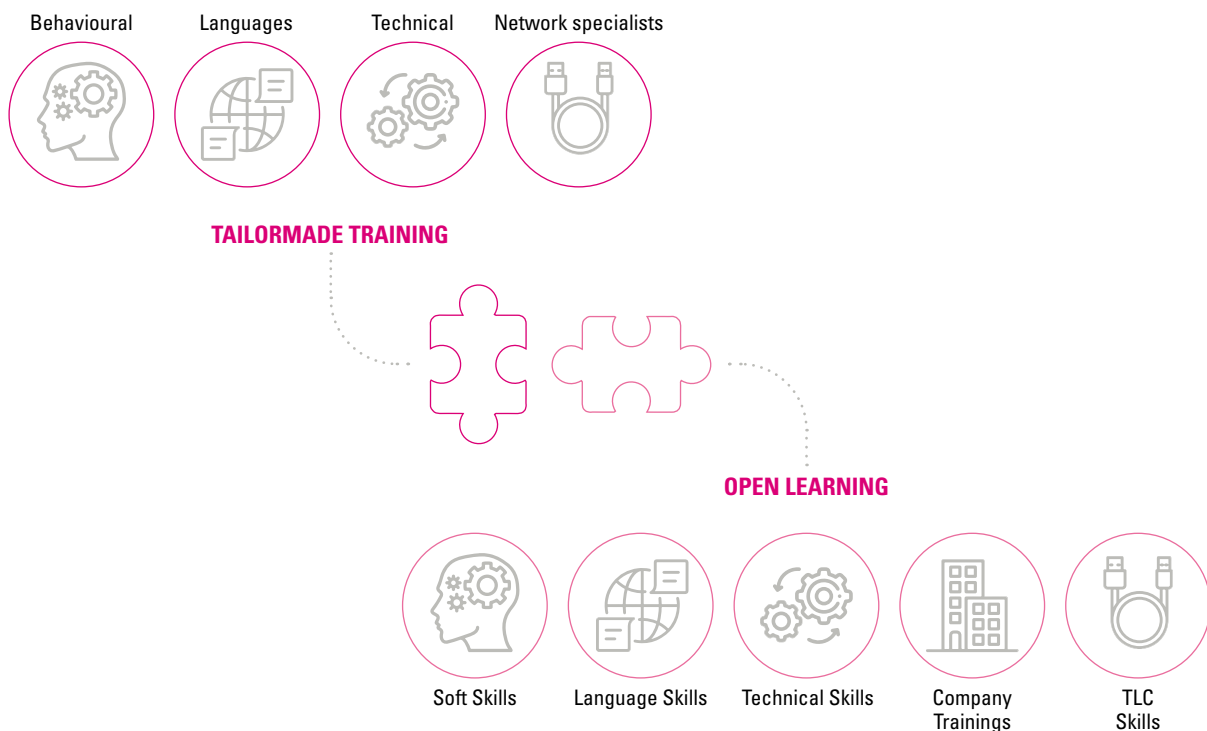 Behavioural
Languages
Technical
Network specialists
TAILORMADE TRAINING
OPEN LEARNING
Soft Skills
Language Skills
Technical Skills
Company
Trainings
TLC
Skills